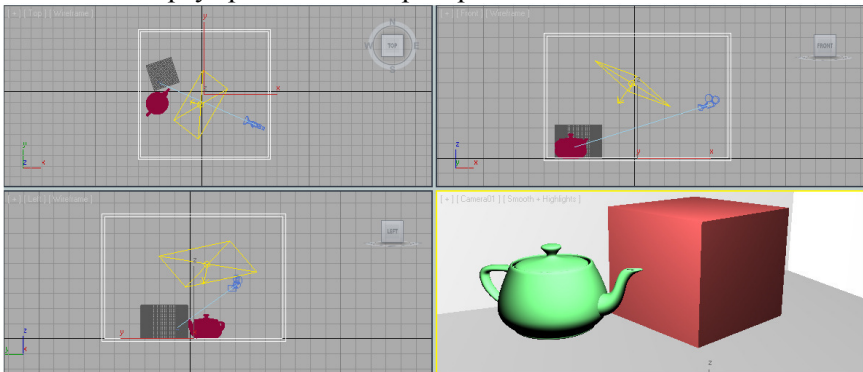 [ + ] [ Top ] [ Wireframe ]
y
N
W
TOP
E
S
x
y
z
x
[ + ] [ Front ] [ Wireframe ]
FRONT
z
y
x
y
x
[ + ] [ Left ] [ Wireframe ]
LEFT
z
y
z
y
x
[ + ] [ Camera01 ] [ Smooth + Highlights ]
z